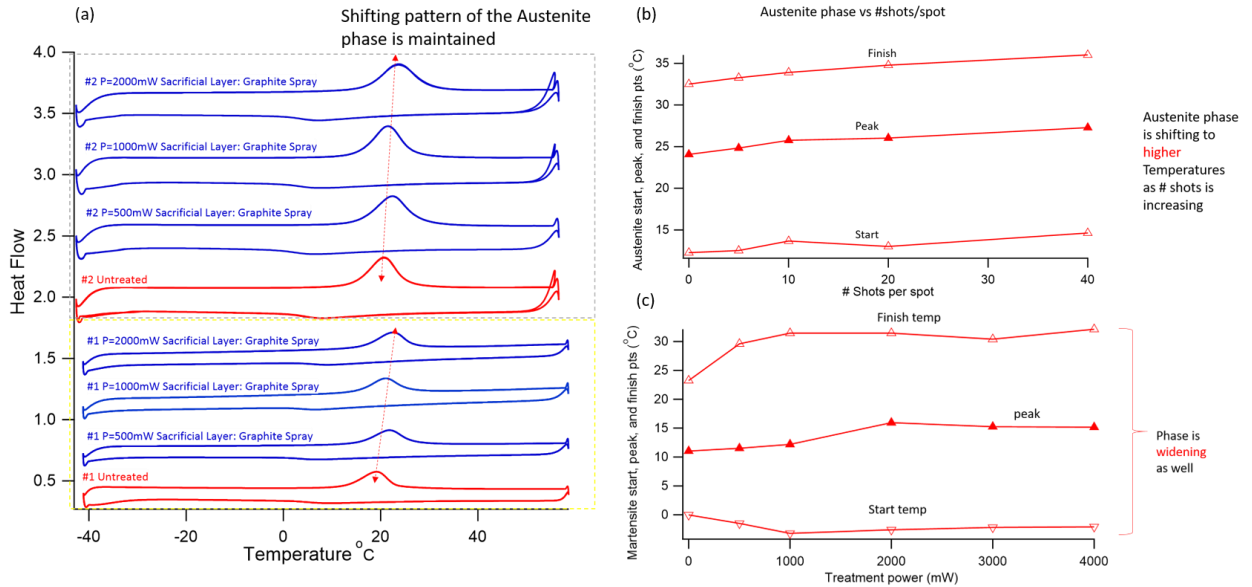 (a)
Shifting pattern of the Austenite
phase is maintained
4.0
3.5
3.0
2.5
2.0
1.5
1.0
0.5
Heat Flow
#2 P=2000mW Sacrificial Layer: Graphite Spray
#2 P=1000mW Sacrificial Layer: Graphite Spray
#2 P=500mW Sacrificial Layer: Graphite Spray
#2 Untreated
#1 P=2000mW Sacrificial Layer: Graphite Spray
#1 P=1000mW Sacrificial Layer: Graphite Spray
#1 P=500mW Sacrificial Layer: Graphite Spray
#1 Untreated
-40 -20 0 20 40
Temperature °C
(b)
Austenite phase vs #shots/spot
Austenite start, peak, and finish pts (°C)
35
30
25
20
15
Finish
Peak
Start
0 10 20 30 40
# Shots per spot
Austenite phase
is shifting to
higher
Temperatures
as # shots is
increasing
(c)
Martensite start, peak, and finish pts (°C)
30
25
20
15
10
5
0
Finish temp
peak
Start temp
0 1000 2000 3000 4000
Treatment power (mW)
Phase is
widening
as well